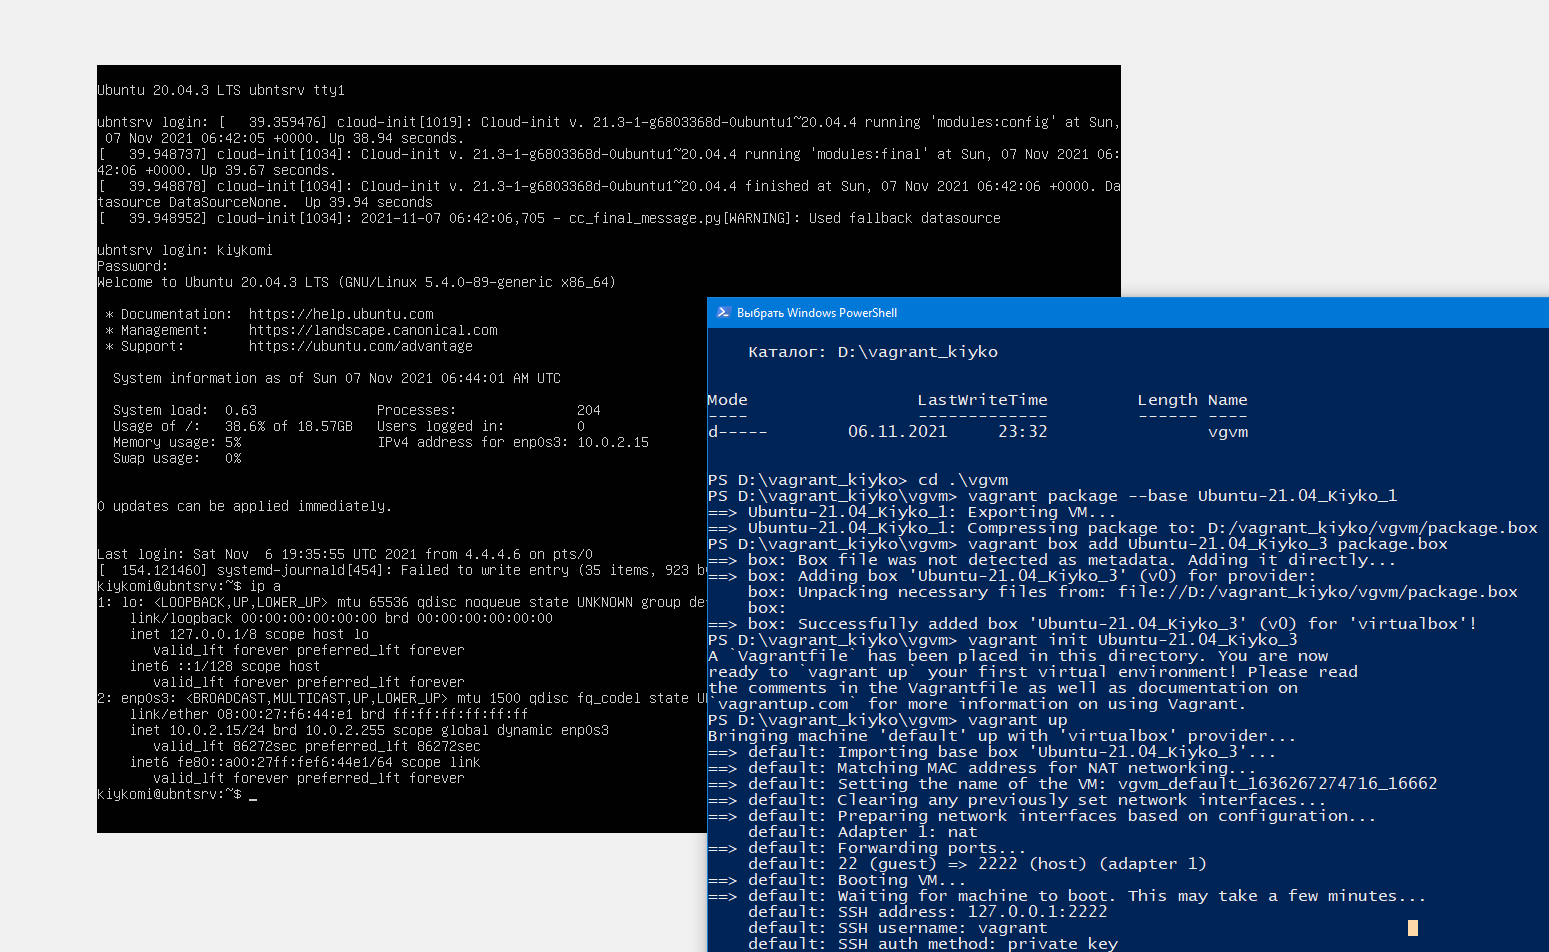 Ubuntu 20.04.3 LTS ubntsrv tty1
ubntsrv login: [   39.359476] cloud-init[1019]: Cloud-init v. 21.3-1-g6803368d-0ubuntu1~20.04.4 running 'modules:config' at Sun,
 07 Nov 2021 06:42:05 +0000. Up 38.94 seconds.
[   39.948737] cloud-init[1034]: Cloud-init v. 21.3-1-g6803368d-0ubuntu1~20.04.4 running 'modules:final' at Sun, 07 Nov 2021 06:
42:06 +0000. Up 39.67 seconds.
[   39.948878] cloud-init[1034]: Cloud-init v. 21.3-1-g6803368d-0ubuntu1~20.04.4 finished at Sun, 07 Nov 2021 06:42:06 +0000. Da
tasource DataSourceNone.  Up 39.94 seconds
[   39.948952] cloud-init[1034]: 2021-11-07 06:42:06,705 - cc_final_message.py[WARNING]: Used fallback datasource
ubntsrv login: kiykomi
Password:
Welcome to Ubuntu 20.04.3 LTS (GNU/Linux 5.4.0-89-generic x86_64)
 * Documentation:  https://help.ubuntu.com
 * Management:     https://landscape.canonical.com
 * Support:        https://ubuntu.com/advantage
  System information as of Sun 07 Nov 2021 06:44:01 AM UTC
  System load:  0.63               Processes:               204
  Usage of /:   38.6% of 18.57GB   Users logged in:         0
  Memory usage: 5%                 IPv4 address for enp0s3: 10.0.2.15
  Swap usage:   0%
0 updates can be applied immediately.
Last login: Sat Nov  6 19:35:55 UTC 2021 from 4.4.4.6 on pts/0
[  154.121460] systemd-journald[454]: Failed to write entry (35 items, 923 by
kiykomi@ubntsrv:~$ ip a
1: lo: <LOOPBACK,UP,LOWER_UP> mtu 65536 qdisc noqueue state UNKNOWN group def
    link/loopback 00:00:00:00:00:00 brd 00:00:00:00:00:00
    inet 127.0.0.1/8 scope host lo
       valid_lft forever preferred_lft forever
    inet6 ::1/128 scope host
       valid_lft forever preferred_lft forever
2: enp0s3: <BROADCAST,MULTICAST,UP,LOWER_UP> mtu 1500 qdisc fq_codel state U
    link/ether 08:00:27:f6:44:e1 brd ff:ff:ff:ff:ff:ff
    inet 10.0.2.15/24 brd 10.0.2.255 scope global dynamic enp0s3
       valid_lft 86272sec preferred_lft 86272sec
    inet6 fe80::a00:27ff:fef6:44e1/64 scope link
       valid_lft forever preferred_lft forever
kiykomi@ubntsrv:~$ _
Выбрать Windows PowerShell
    Каталог: D:\vagrant_kiyko
Mode                 LastWriteTime         Length Name
----                 -------------         ------ ----
d-----        06.11.2021     23:32                vgvm
PS D:\vagrant_kiyko> cd .\vgvm
PS D:\vagrant_kiyko\vgvm> vagrant package --base Ubuntu-21.04_Kiyko_1
==> Ubuntu-21.04_Kiyko_1: Exporting VM...
==> Ubuntu-21.04_Kiyko_1: Compressing package to: D:/vagrant_kiyko/vgvm/package.box
PS D:\vagrant_kiyko\vgvm> vagrant box add Ubuntu-21.04_Kiyko_3 package.box
==> box: Box file was not detected as metadata. Adding it directly...
==> box: Adding box 'Ubuntu-21.04_Kiyko_3' (v0) for provider:
    box: Unpacking necessary files from: file://D:/vagrant_kiyko/vgvm/package.box
    box:
==> box: Successfully added box 'Ubuntu-21.04_Kiyko_3' (v0) for 'virtualbox'!
PS D:\vagrant_kiyko\vgvm> vagrant init Ubuntu-21.04_Kiyko_3
A `Vagrantfile` has been placed in this directory. You are now
ready to `vagrant up` your first virtual environment! Please read
the comments in the Vagrantfile as well as documentation on
`vagrantup.com` for more information on using Vagrant.
PS D:\vagrant_kiyko\vgvm> vagrant up
Bringing machine 'default' up with 'virtualbox' provider...
==> default: Importing base box 'Ubuntu-21.04_Kiyko_3'...
==> default: Matching MAC address for NAT networking...
==> default: Setting the name of the VM: vgvm_default_1636267274716_16662
==> default: Clearing any previously set network interfaces...
==> default: Preparing network interfaces based on configuration...
    default: Adapter 1: nat
==> default: Forwarding ports...
    default: 22 (guest) => 2222 (host) (adapter 1)
==> default: Booting VM...
==> default: Waiting for machine to boot. This may take a few minutes...
    default: SSH address: 127.0.0.1:2222
    default: SSH username: vagrant
    default: SSH auth method: private key